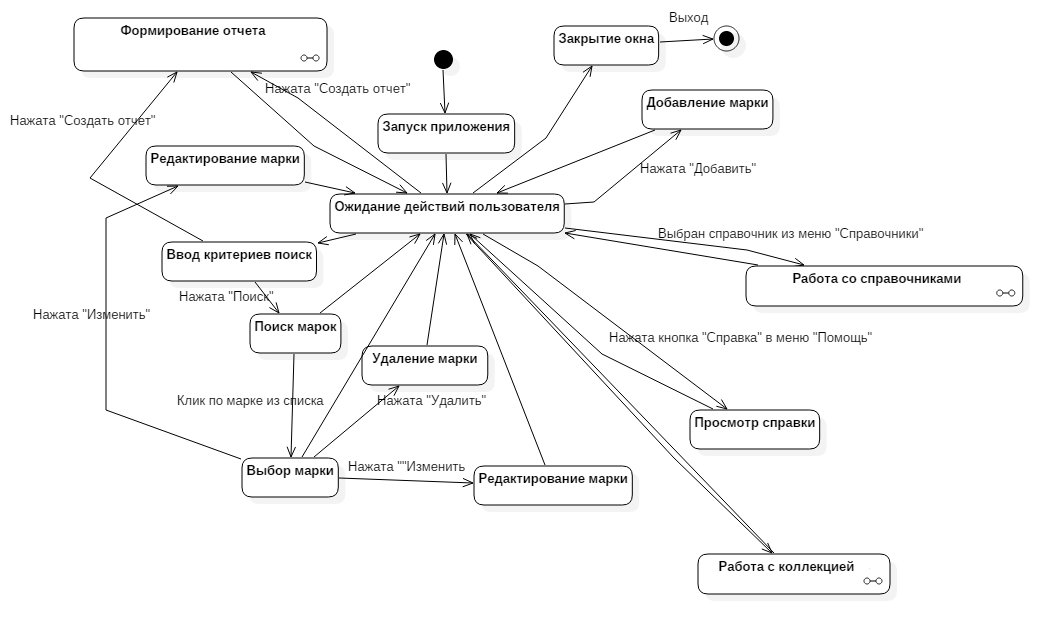 Выход
Формирование отчета
Закрытие окна
Нажата "Создать отчет"
Добавление марки
Нажата "Создать отчет"
Запуск приложения
Редактирование марки
Нажата "Добавить"
Ожидание действий пользователя
Выбран справочник из меню "Справочники"
Ввод критериев поиск
Работа со справочниками
Нажата "Поиск"
Нажата "Изменить"
Поиск марок
Нажата кнопка "Справка" в меню "Помощь"
Удаление марки
Клик по марке из списка
Нажата "Удалить"
Просмотр справки
Выбор марки
Нажата ""Изменить
Редактирование марки
Работа с коллекцией